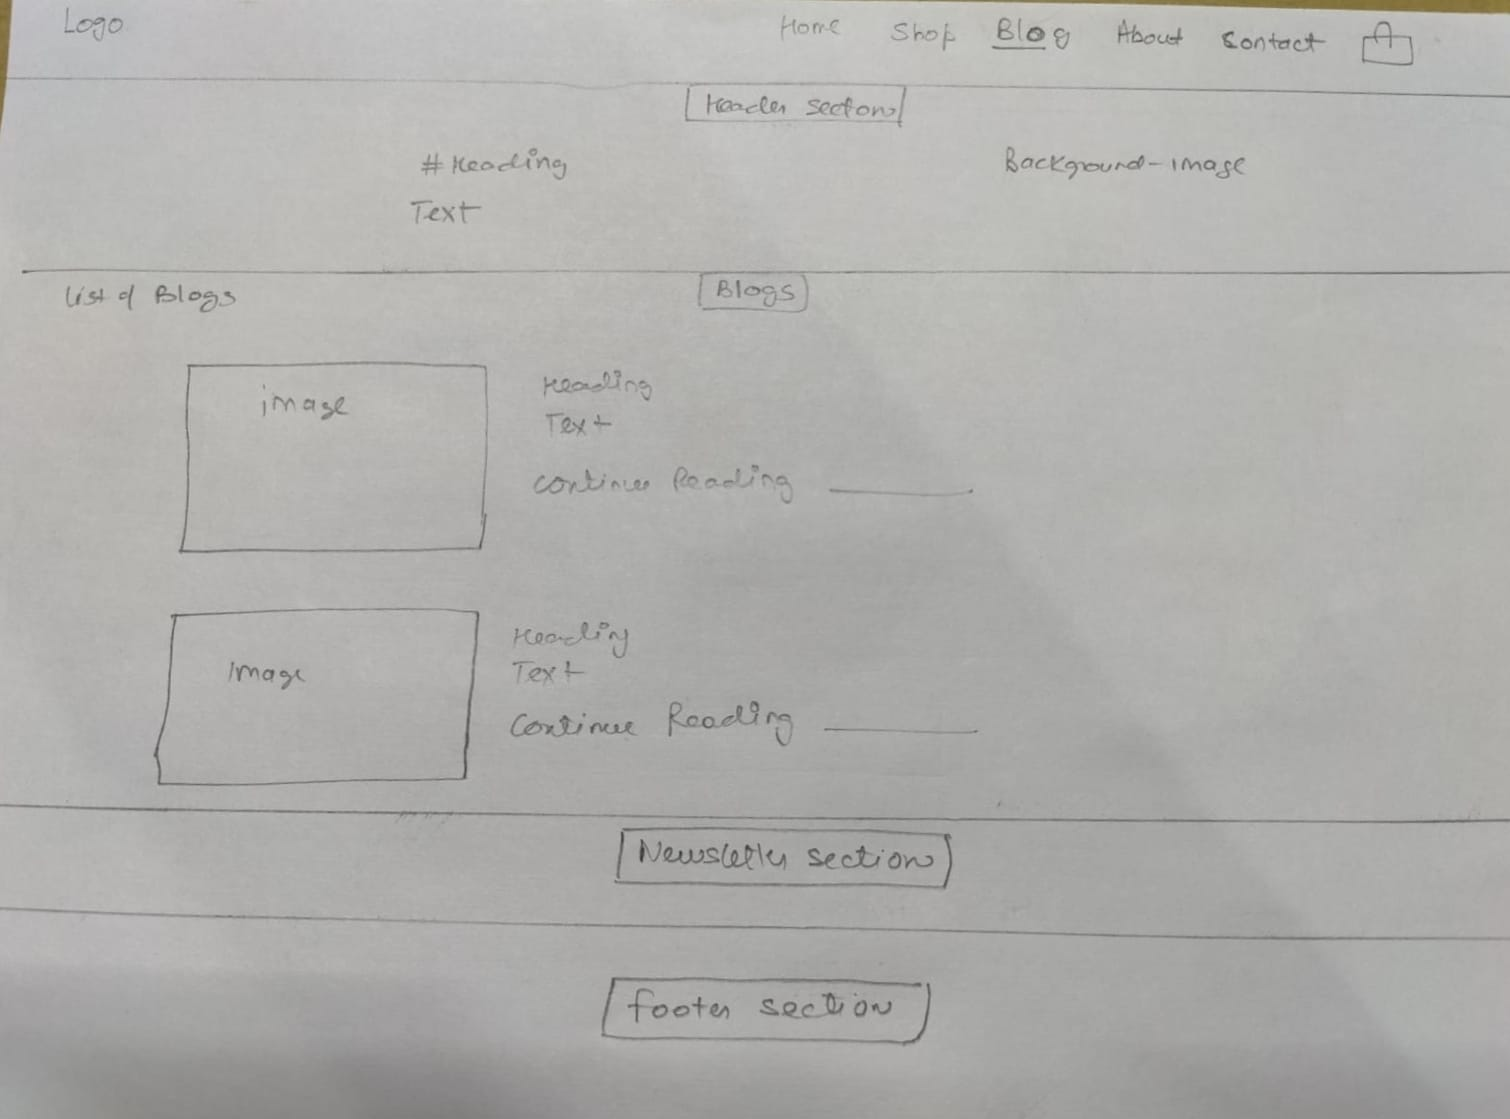 Logo Home Shop Blog About Contact
Header section
#Heading Background-image
Text
List of Blogs Blogs
image Heading
Text
continue Reading
Image Heading
Text
Continue Reading
Newsletter section
footer section